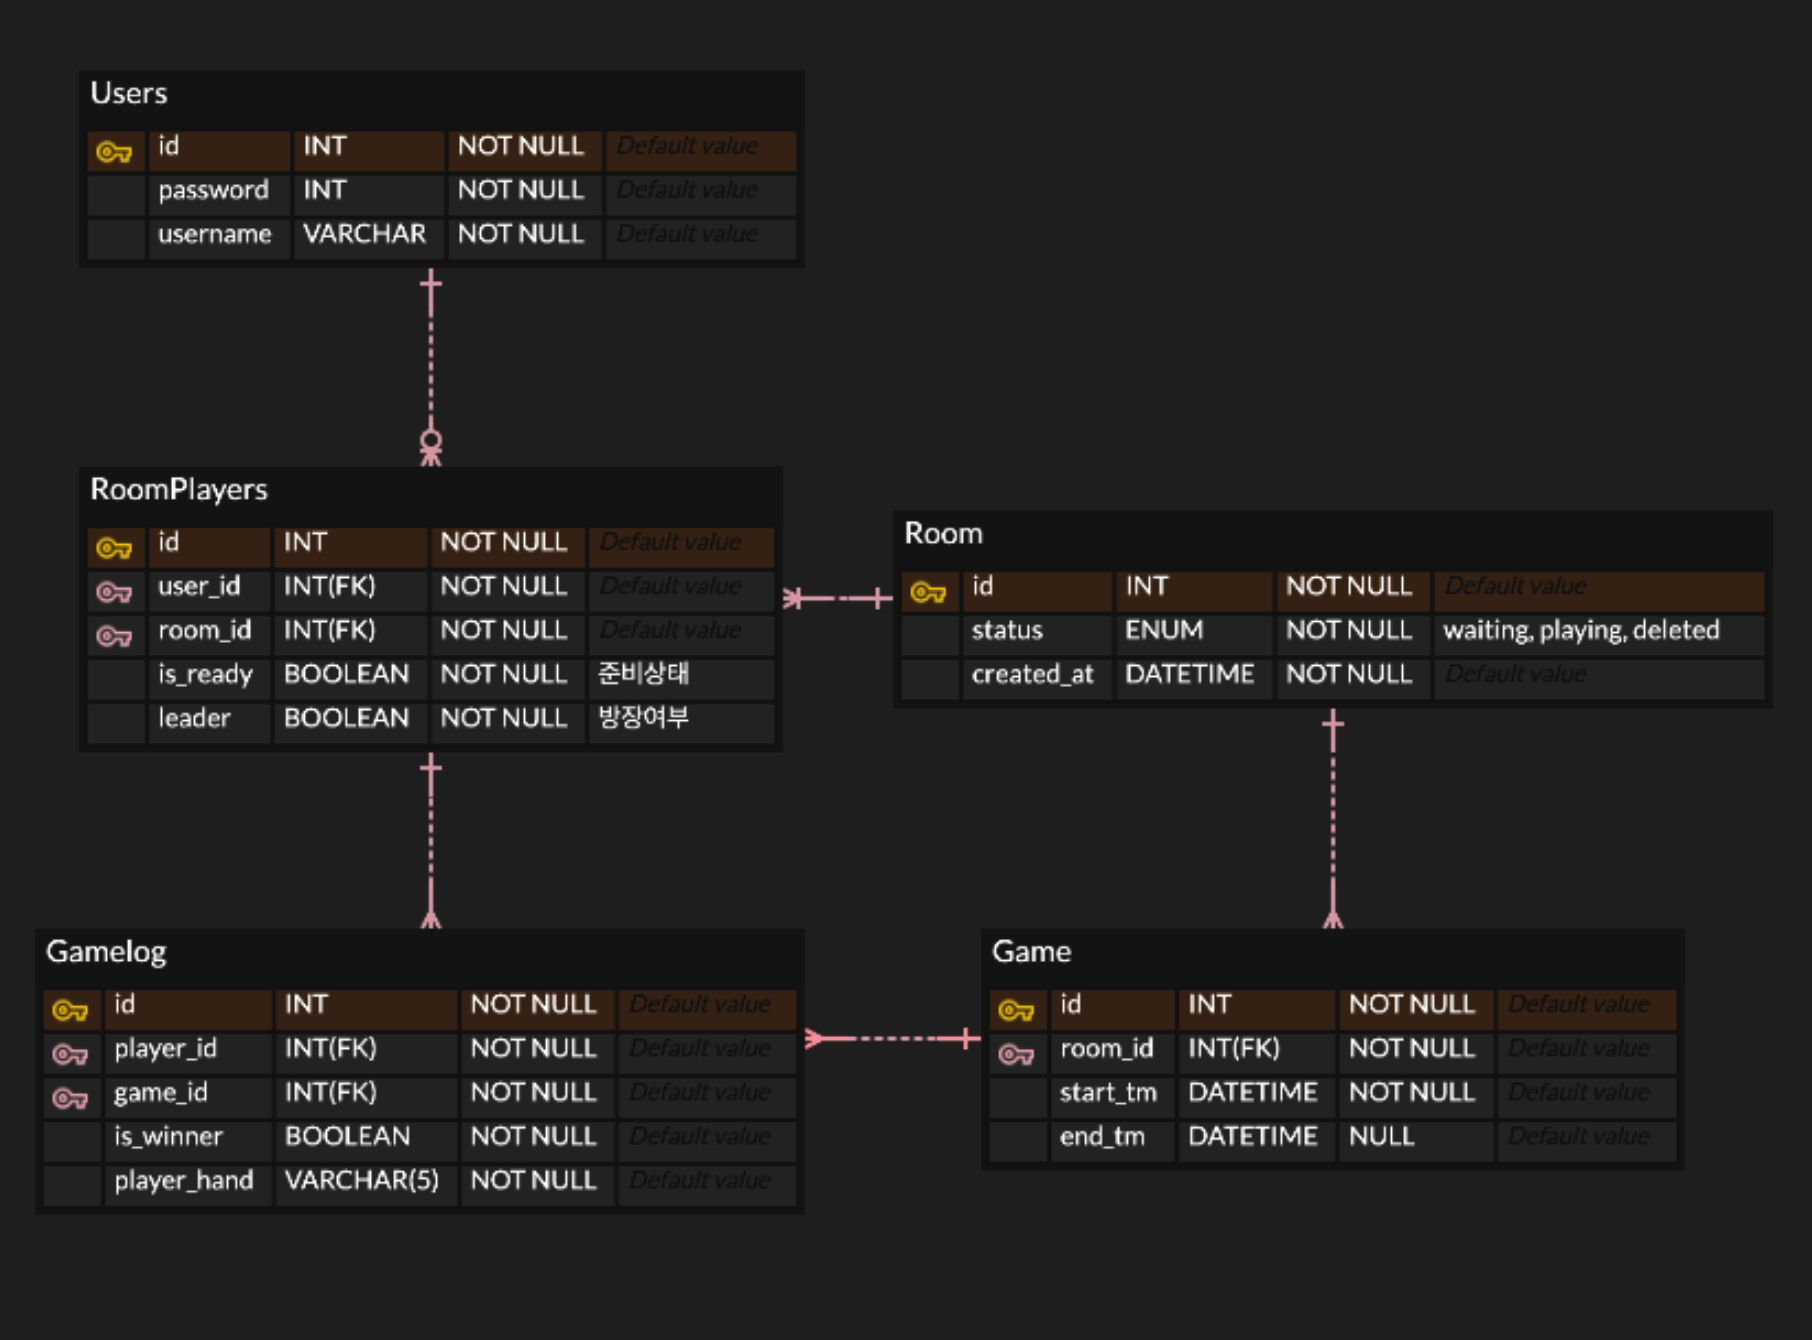 Users
id INT NOT NULL Default value
password INT NOT NULL Default value
username VARCHAR NOT NULL Default value
RoomPlayers
id INT NOT NULL Default value
user_id INT(FK) NOT NULL Default value
room_id INT(FK) NOT NULL Default value
is_ready BOOLEAN NOT NULL 준비상태
leader BOOLEAN NOT NULL 방장여부
Room
id INT NOT NULL Default value
status ENUM NOT NULL waiting, playing, deleted
created_at DATETIME NOT NULL Default value
Gamelog
id INT NOT NULL Default value
player_id INT(FK) NOT NULL Default value
game_id INT(FK) NOT NULL Default value
is_winner BOOLEAN NOT NULL Default value
player_hand VARCHAR(5) NOT NULL Default value
Game
id INT NOT NULL Default value
room_id INT(FK) NOT NULL Default value
start_tm DATETIME NOT NULL Default value
end_tm DATETIME NULL Default value